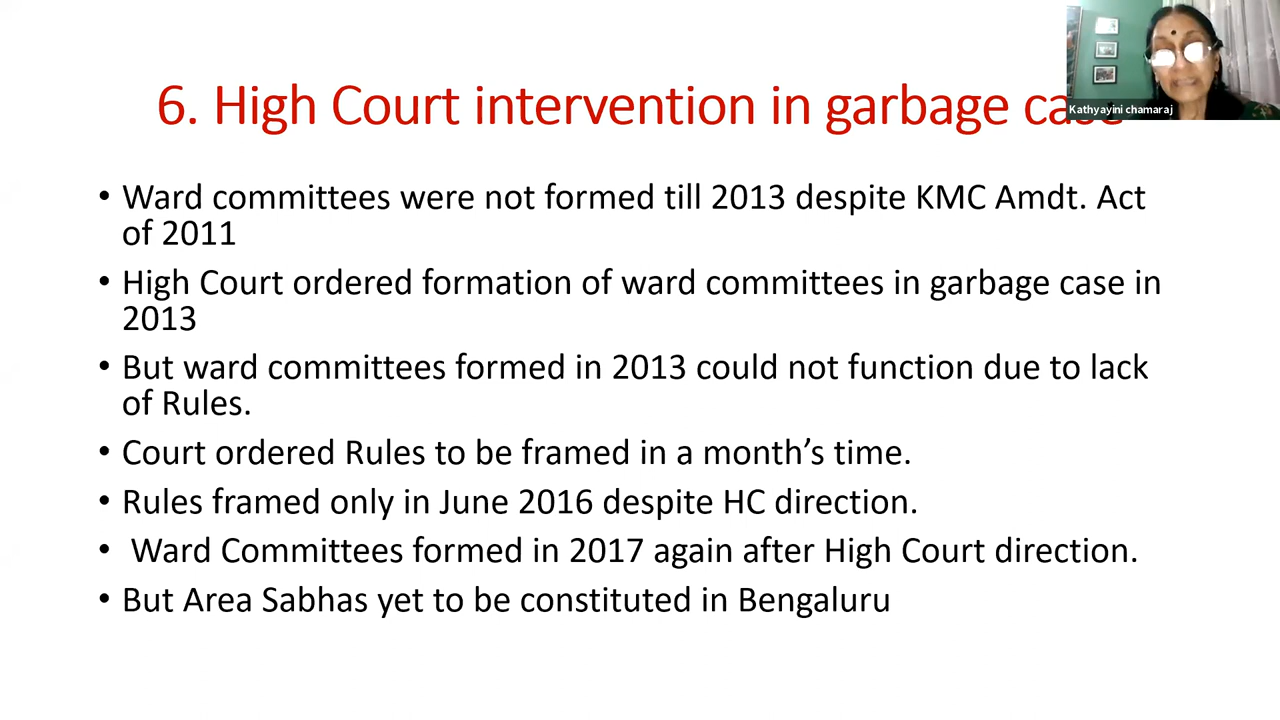 6. High Court intervention in garbage case
Kathyayini chamaraj
• Ward committees were not formed till 2013 despite KMC Amdt. Act
of 2011
• High Court ordered formation of ward committees in garbage case in
2013
• But ward committees formed in 2013 could not function due to lack
of Rules.
• Court ordered Rules to be framed in a month’s time.
• Rules framed only in June 2016 despite HC direction.
• Ward Committees formed in 2017 again after High Court direction.
• But Area Sabhas yet to be constituted in Bengaluru